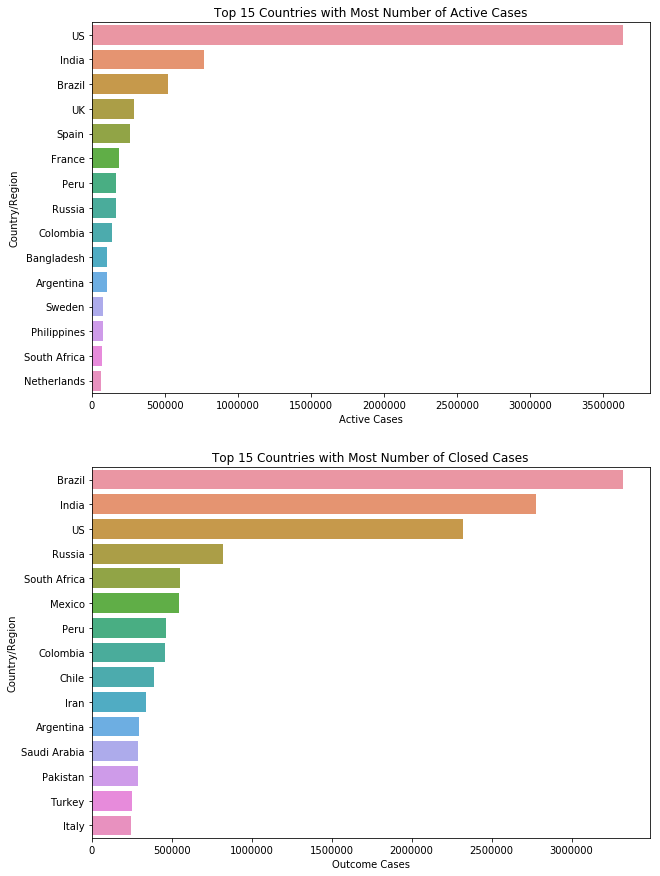 Top 15 Countries with Most Number of Active Cases
Country/Region
US
India
Brazil
UK
Spain
France
Peru
Russia
Colombia
Bangladesh
Argentina
Sweden
Philippines
South Africa
Netherlands
0 500000 1000000 1500000 2000000 2500000 3000000 3500000
Active Cases
Top 15 Countries with Most Number of Closed Cases
Country/Region
Brazil
India
US
Russia
South Africa
Mexico
Peru
Colombia
Chile
Iran
Argentina
Saudi Arabia
Pakistan
Turkey
Italy
0 500000 1000000 1500000 2000000 2500000 3000000
Outcome Cases